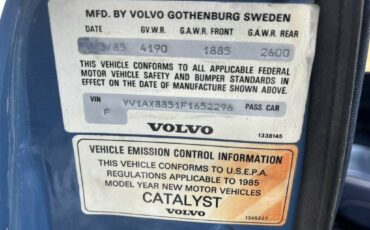 MFD. BY VOLVO GOTHENBURG SWEDEN
DATE G.V.W.R. G.A.W.R. FRONT G.A.W.R. REAR
85 4190 1885 2600
THIS VEHICLE CONFORMS TO ALL APPLICABLE FEDERAL
MOTOR VEHICLE SAFETY AND BUMPER STANDARDS IN
EFFECT ON THE DATE OF MANUFACTURE SHOWN ABOVE.
VIN YV1AX8851F1652296 PASS. CAR
F
VOLVO
1338145
VEHICLE EMISSION CONTROL INFORMATION
THIS VEHICLE CONFORMS TO U.S.E.P.A.
REGULATIONS APPLICABLE TO 1985
MODEL YEAR NEW MOTOR VEHICLES
CATALYST
VOLVO